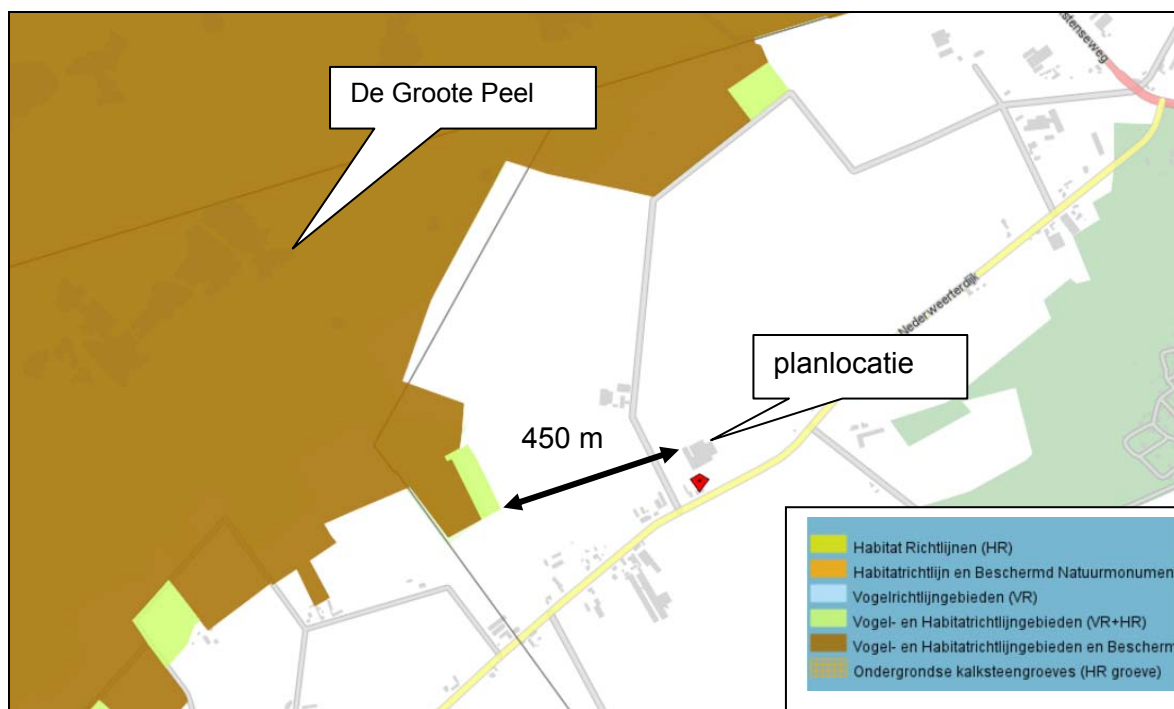 De Groote Peel
stenseweg
Nederweerterdijk
planlocatie
450 m
Habitat Richtlijnen (HR)
Habitatrichtlijn en Beschermd Natuurmonumen
Vogelrichtlijngebieden (VR)
Vogel- en Habitatrichtlijngebieden (VR+HR)
Vogel- en Habitatrichtlijngebieden en Bescherm
Ondergrondse kalksteengroeves (HR groeve)